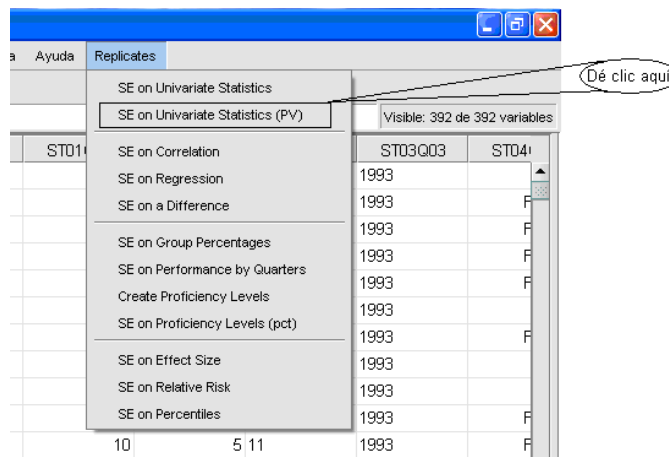 Ayuda Replicates
Dé clic aquí
SE on Univariate Statistics
SE on Univariate Statistics (PV)
Visible: 392 de 392 variables
ST01 ST03Q03 ST04
SE on Correlation
1993
SE on Regression
1993 F
SE on a Difference
1993 F
SE on Group Percentages
1993 F
SE on Performance by Quarters
1993 F
Create Proficiency Levels
1993
SE on Proficiency Levels (pct)
1993 F
SE on Effect Size
1993
SE on Relative Risk
1993
SE on Percentiles
1993 F
10 5 11 1993 F